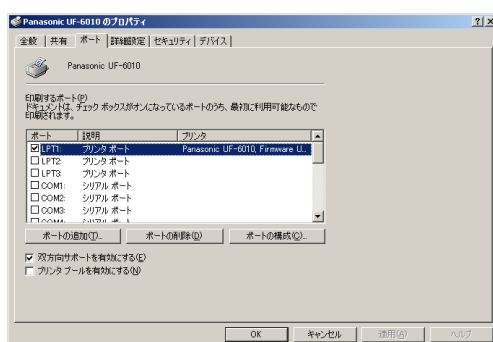 Panasonic UF-6010 のプロパティ
全般 共有 ポート 詳細設定 セキュリティ デバイス
Panasonic UF-6010
印刷するポート(P)
ドキュメントは、チェック ボックスがオンになっているポートのうち、最初に利用可能なもので
印刷されます。
ポート 説明 プリンタ
LPT1: プリンタ ポート Panasonic UF-6010, Firmware U...
LPT2: プリンタ ポート
LPT3: プリンタ ポート
COM1: シリアル ポート
COM2: シリアル ポート
COM3: シリアル ポート
COM4: シリアル ポート
ポートの追加(T)... ポートの削除(D) ポートの構成(C)...
双方向サポートを有効にする(E)
プリンタ プールを有効にする(N)
OK キャンセル 適用(A) ヘルプ